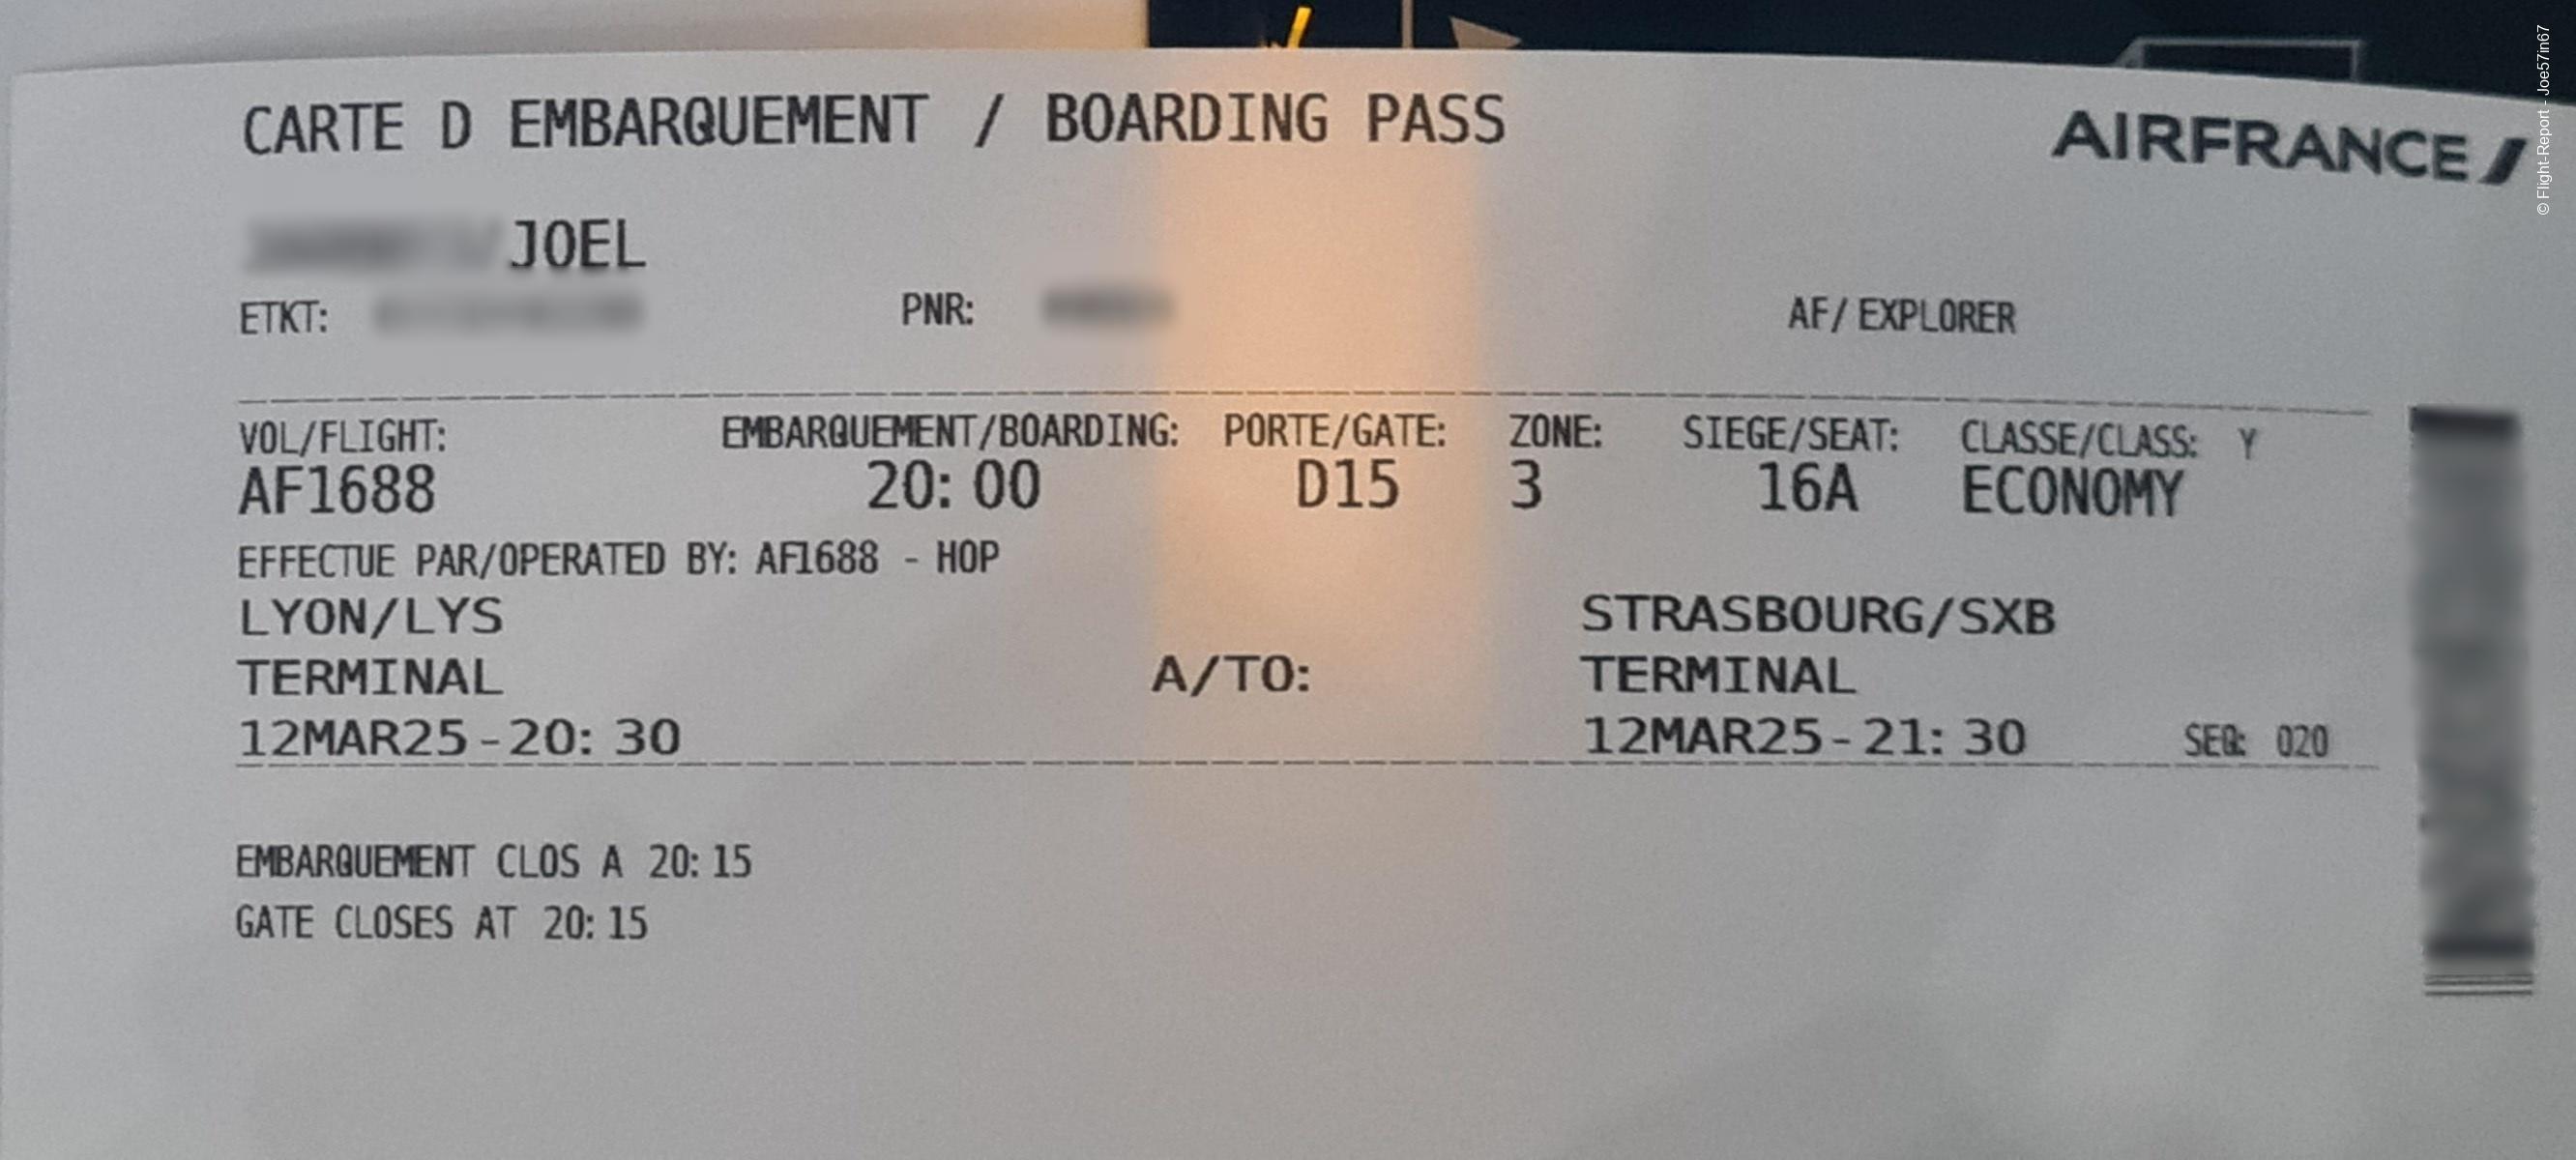 CARTE D EMBARQUEMENT / BOARDING PASS
AIRFRANCE
/JOEL
ETKT: PNR: AF/ EXPLORER
VOL/FLIGHT: EMBARQUEMENT/BOARDING: PORTE/GATE: ZONE: SIEGE/SEAT: CLASSE/CLASS: Y
AF1688 20: 00 D15 3 16A ECONOMY
EFFECTUE PAR/OPERATED BY: AF1688 - HOP
LYON/LYS STRASBOURG/SXB
TERMINAL A/TO: TERMINAL
12MAR25-20: 30 12MAR25-21: 30 SEQ: 020
EMBARQUEMENT CLOS A 20: 15
GATE CLOSES AT 20: 15
© Flight-Report - Joe57in67